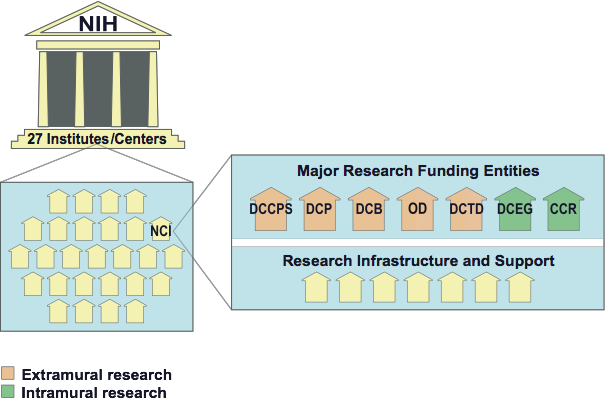 NIH
27 Institutes/Centers
NCI
Major Research Funding Entities
DCCPS DCP DCB OD DCTD DCEG CCR
Research Infrastructure and Support
Extramural research
Intramural research